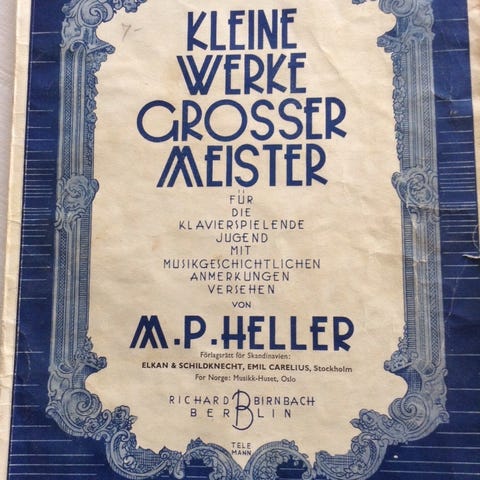 7-
KLEINE
WERKE
GROSSER
MEISTER
FÜR
DIE
KLAVIERSPIELENDE
JUGEND
MIT
MUSIKGESCHICHTLICHEN
ANMERKUNGEN
VERSEHEN
VON
M.P.HELLER
Förlagsrätt för Skandinavien:
ELKAN & SCHILDKNECHT, EMIL CARELIUS, Stockholm
For Norge: Musikk-Huset, Oslo
RICHARD B BIRNBACH
BERLIN
TELE
MANN